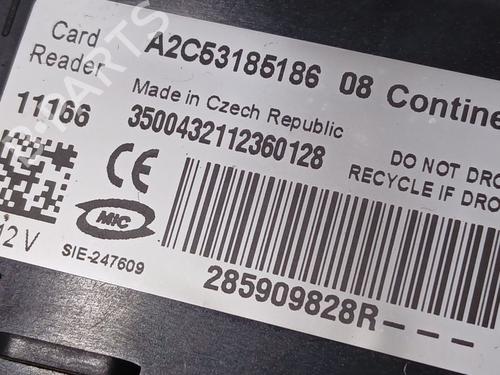 Card Reader A2C53185186 08 Contine
11166 Made in Czech Republic
3500432112360128
DO NOT DRO
RECYCLE IF DRO
CE
MIC
12V
SIE-247609
285909828R---